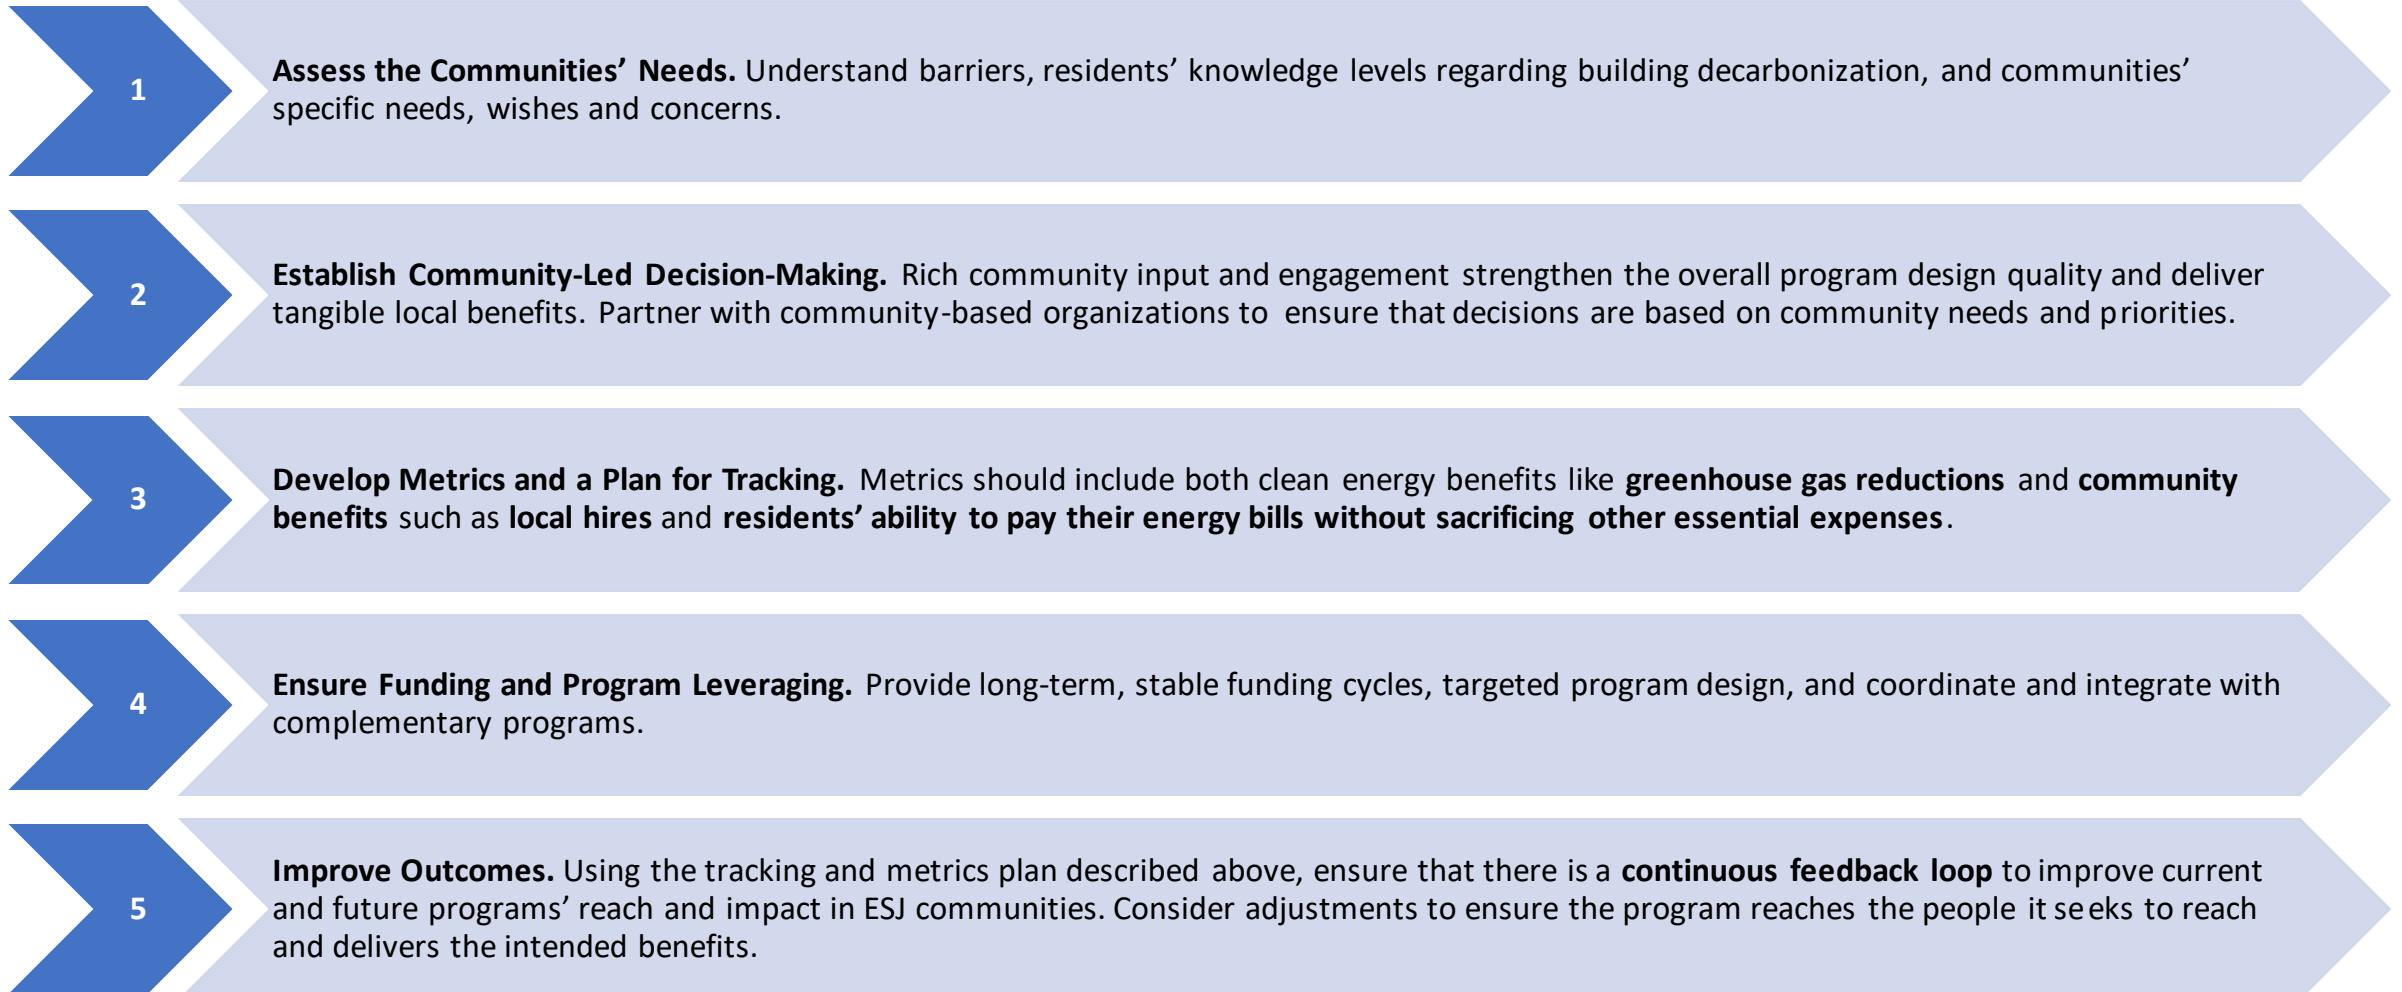 1
Assess the Communities’ Needs. Understand barriers, residents’ knowledge levels regarding building decarbonization, and communities’
specific needs, wishes and concerns.
2
Establish Community-Led Decision-Making. Rich community input and engagement strengthen the overall program design quality and deliver
tangible local benefits. Partner with community-based organizations to ensure that decisions are based on community needs and priorities.
3
Develop Metrics and a Plan for Tracking. Metrics should include both clean energy benefits like greenhouse gas reductions and community
benefits such as local hires and residents’ ability to pay their energy bills without sacrificing other essential expenses.
4
Ensure Funding and Program Leveraging. Provide long-term, stable funding cycles, targeted program design, and coordinate and integrate with
complementary programs.
5
Improve Outcomes. Using the tracking and metrics plan described above, ensure that there is a continuous feedback loop to improve current
and future programs’ reach and impact in ESJ communities. Consider adjustments to ensure the program reaches the people it seeks to reach
and delivers the intended benefits.